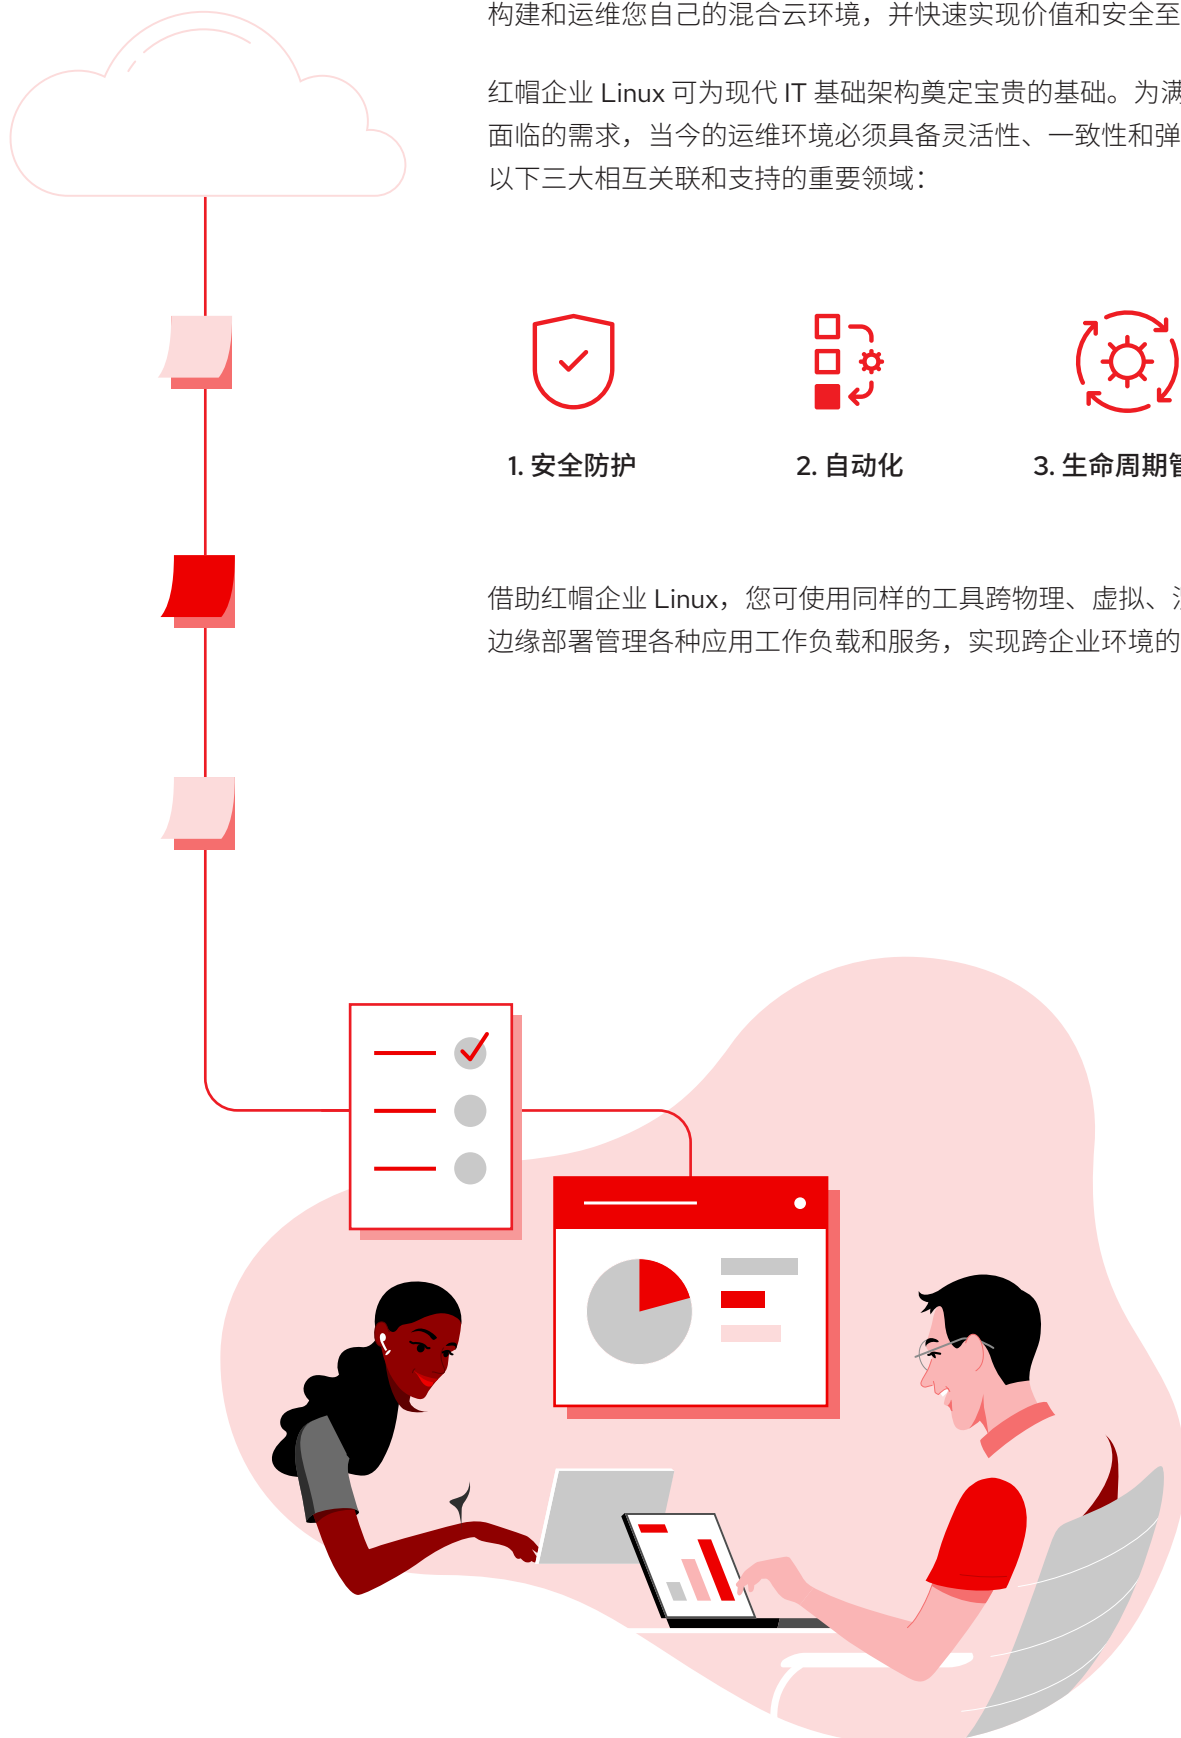 构建和运维您自己的混合云环境，并快速实现价值和安全至
红帽企业 Linux 可为现代 IT 基础架构奠定宝贵的基础。为满
面临的需求，当今的运维环境必须具备灵活性、一致性和弹
以下三大相互关联和支持的重要领域：
1. 安全防护
2. 自动化
3. 生命周期管
借助红帽企业 Linux，您可使用同样的工具跨物理、虚拟、
边缘部署管理各种应用工作负载和服务，实现跨企业环境的